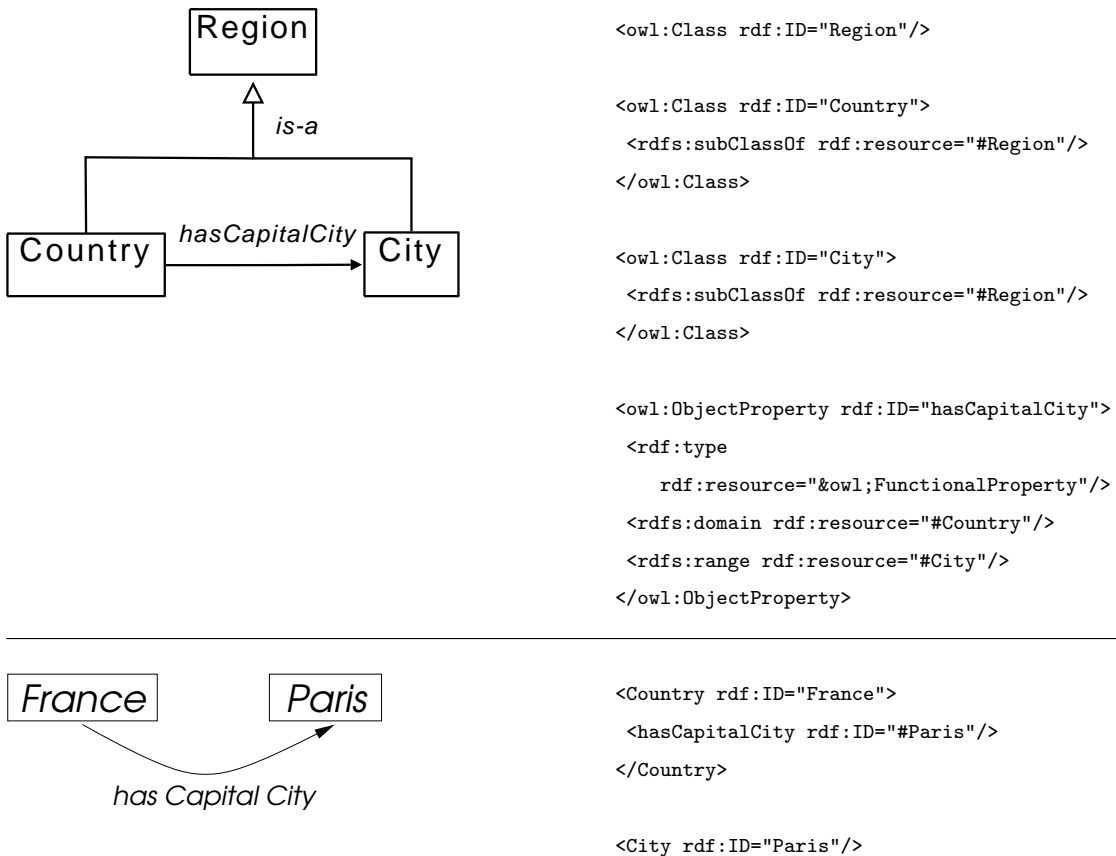 Region
is-a
Country
hasCapitalCity
City
<owl:Class rdf:ID="Region"/>
<owl:Class rdf:ID="Country">
<rdfs:subClassOf rdf:resource="#Region"/>
</owl:Class>
<owl:Class rdf:ID="City">
<rdfs:subClassOf rdf:resource="#Region"/>
</owl:Class>
<owl:ObjectProperty rdf:ID="hasCapitalCity">
<rdf:type
rdf:resource="&owl;FunctionalProperty"/>
<rdfs:domain rdf:resource="#Country"/>
<rdfs:range rdf:resource="#City"/>
</owl:ObjectProperty>
France
Paris
has Capital City
<Country rdf:ID="France">
<hasCapitalCity rdf:ID="#Paris"/>
</Country>
<City rdf:ID="Paris"/>